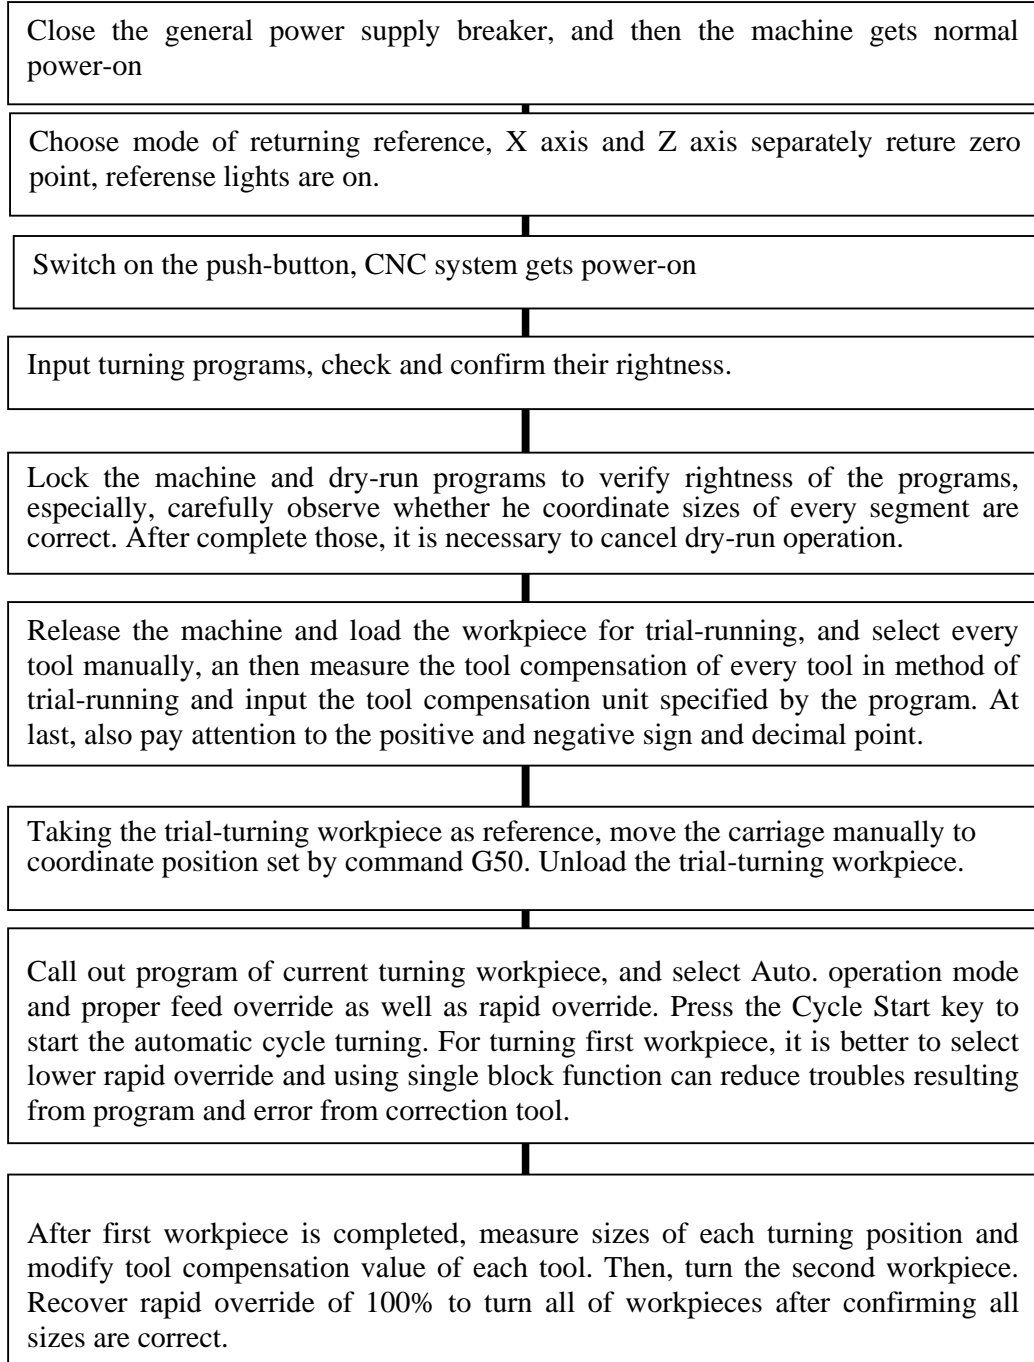 Close the general power supply breaker, and then the machine gets normal
power-on
Choose mode of returning reference, X axis and Z axis separately reture zero
point, referense lights are on.
Switch on the push-button, CNC system gets power-on
Input turning programs, check and confirm their rightness.
Lock the machine and dry-run programs to verify rightness of the programs,
especially, carefully observe whether he coordinate sizes of every segment are
correct. After complete those, it is necessary to cancel dry-run operation.
Release the machine and load the workpiece for trial-running, and select every
tool manually, an then measure the tool compensation of every tool in method of
trial-running and input the tool compensation unit specified by the program. At
last, also pay attention to the positive and negative sign and decimal point.
Taking the trial-turning workpiece as reference, move the carriage manually to
coordinate position set by command G50. Unload the trial-turning workpiece.
Call out program of current turning workpiece, and select Auto. operation mode
and proper feed override as well as rapid override. Press the Cycle Start key to
start the automatic cycle turning. For turning first workpiece, it is better to select
lower rapid override and using single block function can reduce troubles resulting
from program and error from correction tool.
After first workpiece is completed, measure sizes of each turning position and
modify tool compensation value of each tool. Then, turn the second workpiece.
Recover rapid override of 100% to turn all of workpieces after confirming all
sizes are correct.